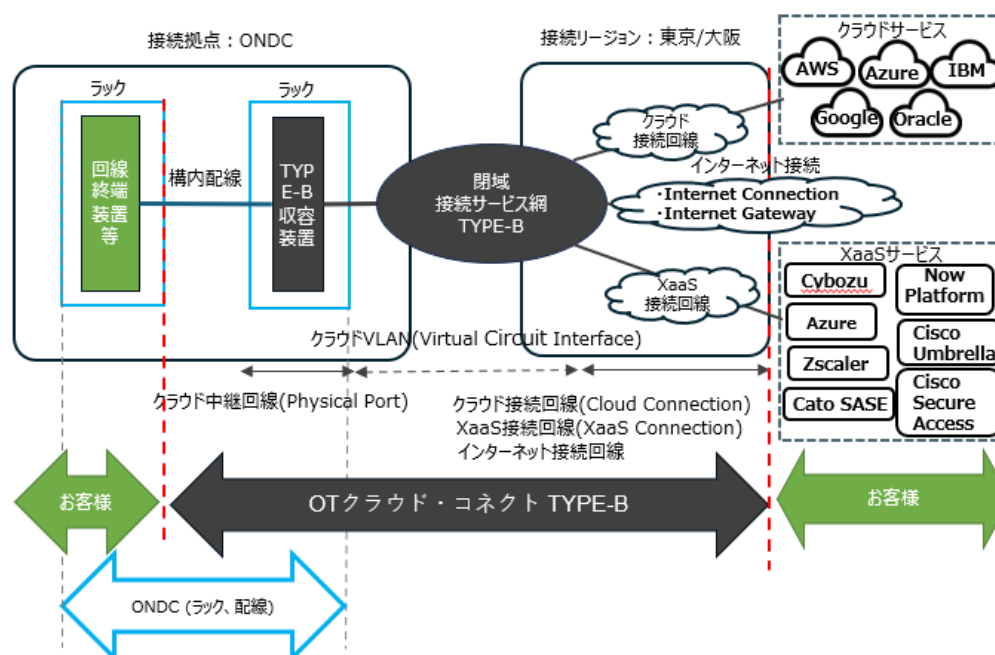 接続拠点：ONDC
接続リージョン：東京/大阪
クラウドサービス
AWS
Azure
IBM
Google
Oracle
ラック
ラック
回線
終端
装置
等
構内配線
TYP
E-B
収容
装置
閉域
接続サービス網
TYPE-B
クラウド
接続回線
インターネット接続
・Internet Connection
・Internet Gateway
XaaS
接続回線
XaaSサービス
Cybozu
Now
Platform
Azure
Cisco
Umbrella
Zscaler
Cato SASE
Cisco
Secure
Access
クラウドVLAN(Virtual Circuit Interface)
クラウド中継回線(Physical Port)
クラウド接続回線(Cloud Connection)
XaaS接続回線(XaaS Connection)
インターネット接続回線
お客様
OTクラウド・コネクト TYPE-B
お客様
ONDC (ラック、配線)